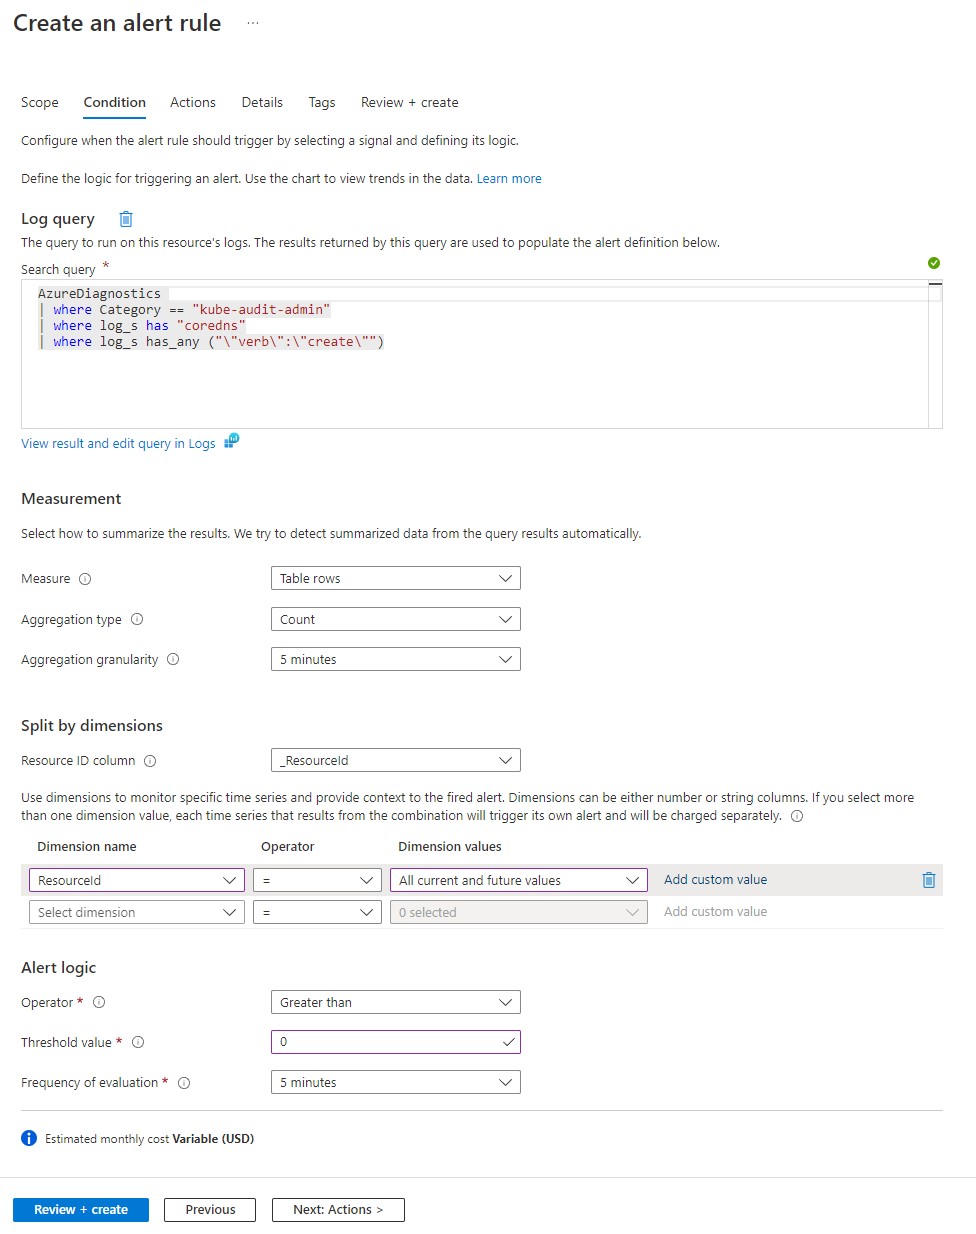 Create an alert rule ...
Scope Condition Actions Details Tags Review + create
Configure when the alert rule should trigger by selecting a signal and defining its logic.
Define the logic for triggering an alert. Use the chart to view trends in the data. Learn more
Log query
The query to run on this resource's logs. The results returned by this query are used to populate the alert definition below.
Search query *
AzureDiagnostics
| where Category == "kube-audit-admin"
| where log_s has "coredns"
| where log_s has_any ("\"verb\":\"create\"")
View result and edit query in Logs
Measurement
Select how to summarize the results. We try to detect summarized data from the query results automatically.
Measure Table rows
Aggregation type Count
Aggregation granularity 5 minutes
Split by dimensions
Resource ID column _ResourceId
Use dimensions to monitor specific time series and provide context to the fired alert. Dimensions can be either number or string columns. If you select more
than one dimension value, each time series that results from the combination will trigger its own alert and will be charged separately.
Dimension name Operator Dimension values
ResourceId = All current and future values Add custom value
Select dimension = 0 selected Add custom value
Alert logic
Operator * Greater than
Threshold value * 0
Frequency of evaluation * 5 minutes
Estimated monthly cost Variable (USD)
Review + create Previous Next: Actions >